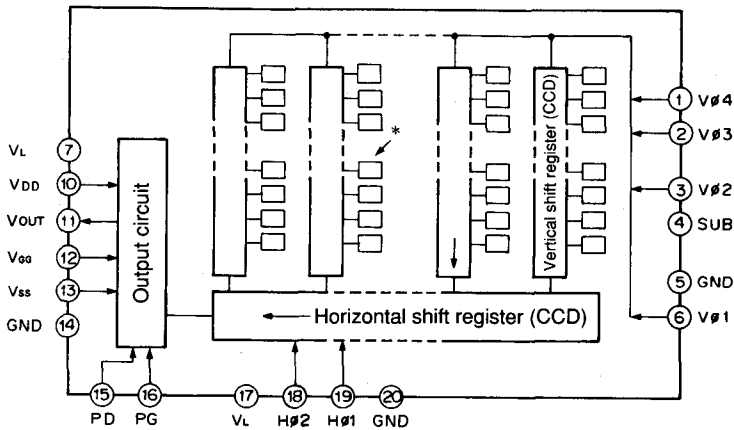 *
Vertical shift register (CCD)
1 VØ4
2 VØ3
3 VØ2
4 SUB
5 GND
6 VØ1
VL 7
VDD 10
VOUT 11
VGG 12
VSS 13
GND 14
Output circuit
Horizontal shift register (CCD)
15 16 17 18 19 20
PD PG VL HØ2 HØ1 GND